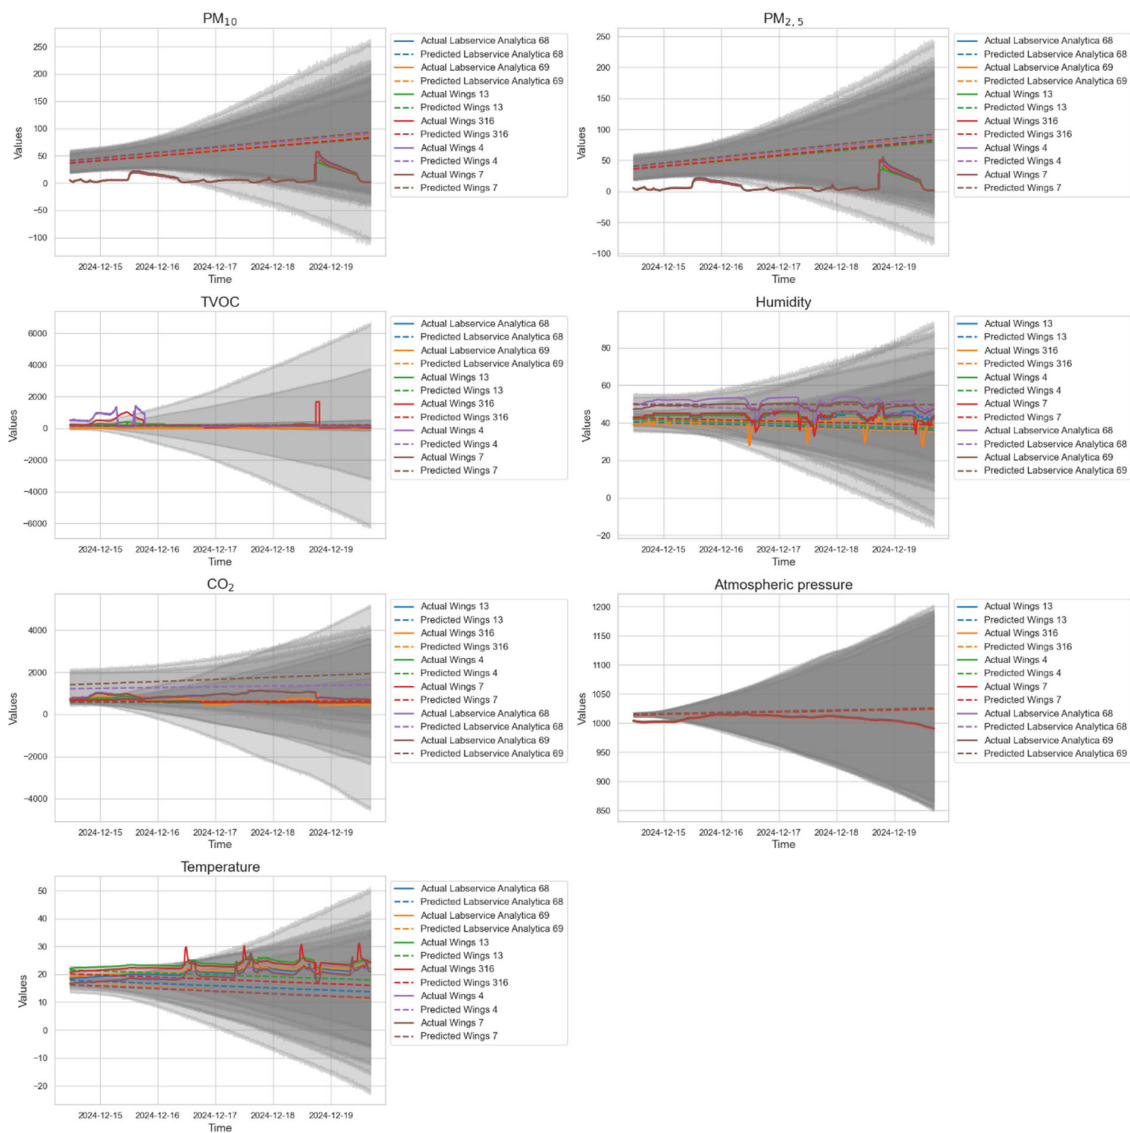 PM10
Values
250
200
150
100
50
0
−50
−100
2024-12-15 2024-12-16 2024-12-17 2024-12-18 2024-12-19
Time
Actual Labservice Analytica 68
Predicted Labservice Analytica 68
Actual Labservice Analytica 69
Predicted Labservice Analytica 69
Actual Wings 13
Predicted Wings 13
Actual Wings 316
Predicted Wings 316
Actual Wings 4
Predicted Wings 4
Actual Wings 7
Predicted Wings 7
PM2, 5
Values
250
200
150
100
50
0
−50
−100
2024-12-15 2024-12-16 2024-12-17 2024-12-18 2024-12-19
Time
Actual Labservice Analytica 68
Predicted Labservice Analytica 68
Actual Labservice Analytica 69
Predicted Labservice Analytica 69
Actual Wings 13
Predicted Wings 13
Actual Wings 316
Predicted Wings 316
Actual Wings 4
Predicted Wings 4
Actual Wings 7
Predicted Wings 7
TVOC
Values
6000
4000
2000
0
−2000
−4000
−6000
2024-12-15 2024-12-16 2024-12-17 2024-12-18 2024-12-19
Time
Actual Labservice Analytica 68
Predicted Labservice Analytica 68
Actual Labservice Analytica 69
Predicted Labservice Analytica 69
Actual Wings 13
Predicted Wings 13
Actual Wings 316
Predicted Wings 316
Actual Wings 4
Predicted Wings 4
Actual Wings 7
Predicted Wings 7
Humidity
Values
80
60
40
20
0
−20
2024-12-15 2024-12-16 2024-12-17 2024-12-18 2024-12-19
Time
Actual Wings 13
Predicted Wings 13
Actual Wings 316
Predicted Wings 316
Actual Wings 4
Predicted Wings 4
Actual Wings 7
Predicted Wings 7
Actual Labservice Analytica 68
Predicted Labservice Analytica 68
Actual Labservice Analytica 69
Predicted Labservice Analytica 69
CO2
Values
4000
2000
0
−2000
−4000
2024-12-15 2024-12-16 2024-12-17 2024-12-18 2024-12-19
Time
Actual Wings 13
Predicted Wings 13
Actual Wings 316
Predicted Wings 316
Actual Wings 4
Predicted Wings 4
Actual Wings 7
Predicted Wings 7
Actual Labservice Analytica 68
Predicted Labservice Analytica 68
Actual Labservice Analytica 69
Predicted Labservice Analytica 69
Atmospheric pressure
Values
1200
1150
1100
1050
1000
950
900
850
2024-12-15 2024-12-16 2024-12-17 2024-12-18 2024-12-19
Time
Actual Wings 13
Predicted Wings 13
Actual Wings 316
Predicted Wings 316
Actual Wings 4
Predicted Wings 4
Actual Wings 7
Predicted Wings 7
Actual Labservice Analytica 68
Predicted Labservice Analytica 68
Actual Labservice Analytica 69
Predicted Labservice Analytica 69
Temperature
Values
50
40
30
20
10
0
−10
−20
2024-12-15 2024-12-16 2024-12-17 2024-12-18 2024-12-19
Time
Actual Labservice Analytica 68
Predicted Labservice Analytica 68
Actual Labservice Analytica 69
Predicted Labservice Analytica 69
Actual Wings 13
Predicted Wings 13
Actual Wings 316
Predicted Wings 316
Actual Wings 4
Predicted Wings 4
Actual Wings 7
Predicted Wings 7